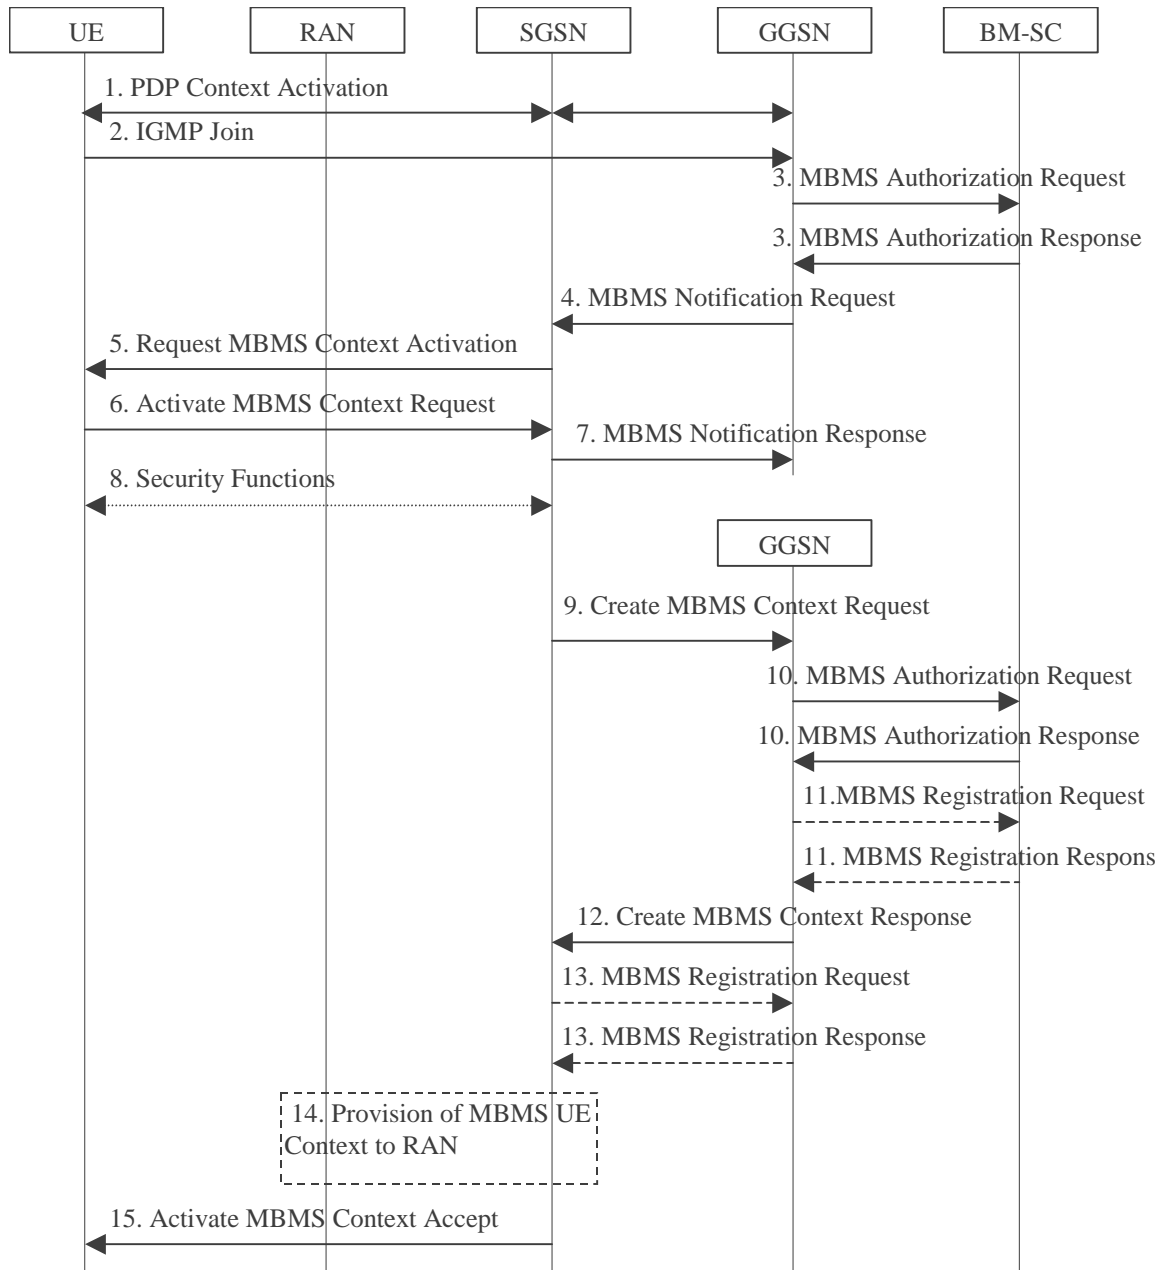 UE RAN SGSN GGSN BM-SC
1. PDP Context Activation
2. IGMP Join
3. MBMS Authorization Request
3. MBMS Authorization Response
4. MBMS Notification Request
5. Request MBMS Context Activation
6. Activate MBMS Context Request
7. MBMS Notification Response
8. Security Functions
GGSN
9. Create MBMS Context Request
10. MBMS Authorization Request
10. MBMS Authorization Response
11.MBMS Registration Request
11. MBMS Registration Respons
12. Create MBMS Context Response
13. MBMS Registration Request
13. MBMS Registration Response
14. Provision of MBMS UE
Context to RAN
15. Activate MBMS Context Accept